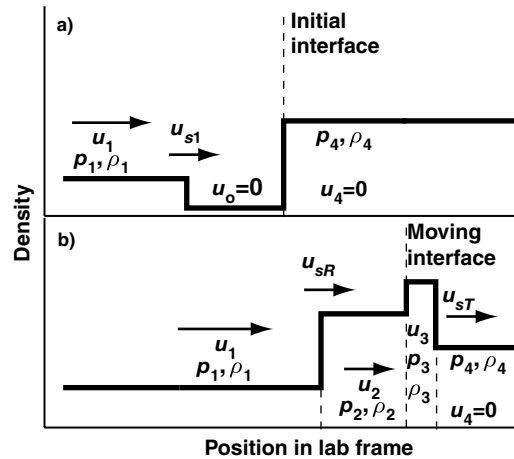 a)
Initial
interface
u1
us1
p1, ρ1
p4, ρ4
uo=0
u4=0
Density
b)
Moving
interface
usR
usT
u1
p1, ρ1
u2
p2, ρ2
u3
p3
ρ3
p4, ρ4
u4=0
Position in lab frame